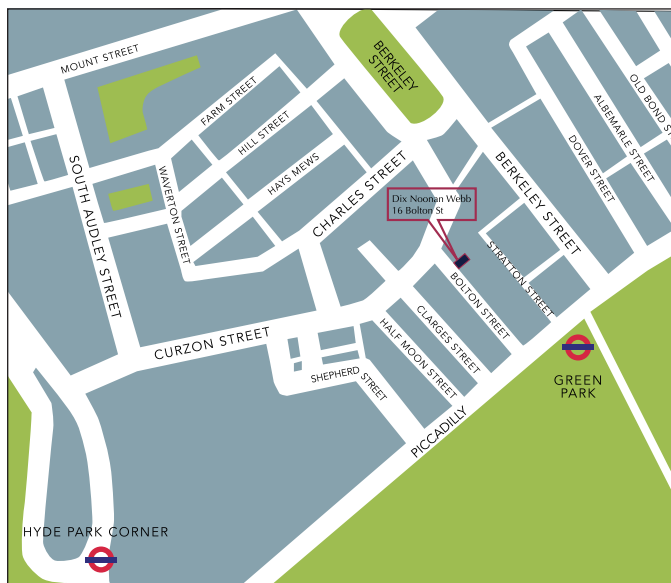 MOUNT STREET
BERKELEY
STREET
FARM STREET
OLD BOND S
ALBEMARLE STREET
HILL STREET
DOVER STREET
SOUTH AUDLEY STREET
HAYS MEWS
WAVERTON STREET
CHARLES STREET
BERKELEY STREET
Dix Noonan Webb
16 Bolton St
STRATTON STREET
BOLTON STREET
CURZON STREET
CLARGES STREET
HALF MOON STREET
SHEPHERD
STREET
GREEN
PARK
PICCADILLY
HYDE PARK CORNER